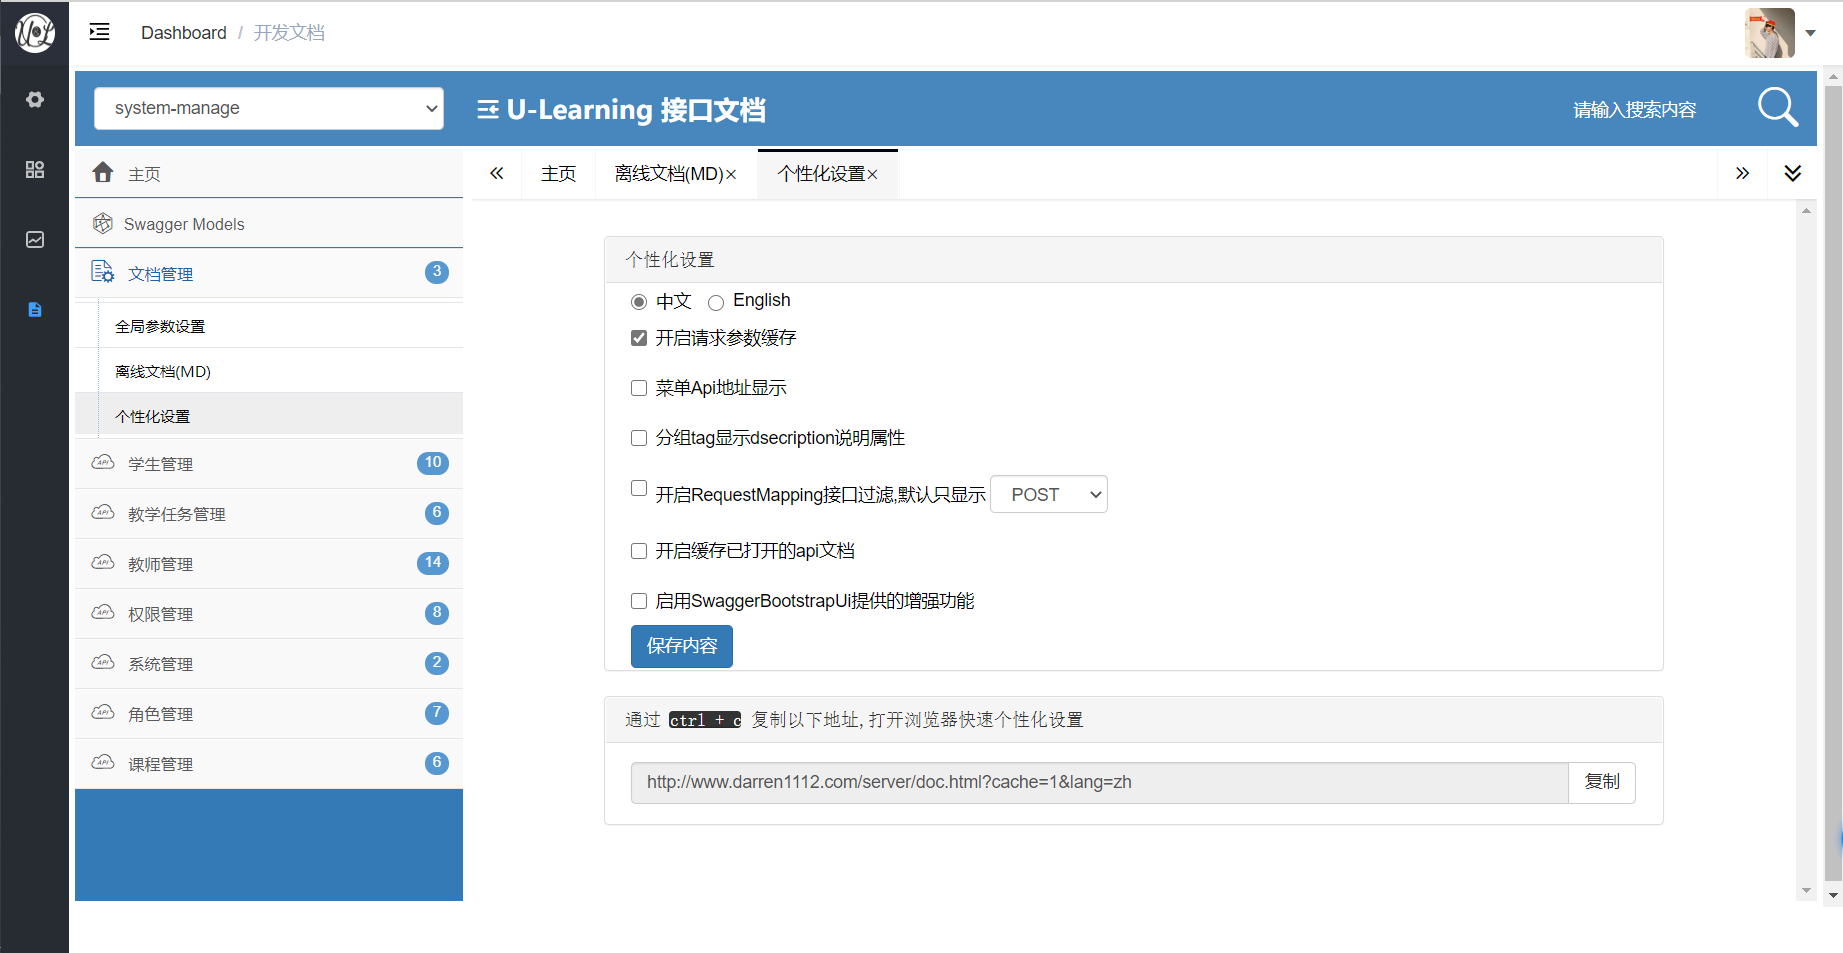 Dashboard / 开发文档
system-manage
U-Learning 接口文档
请输入搜索内容
主页
Swagger Models
文档管理 3
全局参数设置
离线文档(MD)
个性化设置
学生管理 10
教学任务管理 6
教师管理 14
权限管理 8
系统管理 2
角色管理 7
课程管理 6
主页 离线文档(MD)× 个性化设置×
个性化设置
中文 English
开启请求参数缓存
菜单Api地址显示
分组tag显示dsecription说明属性
开启RequestMapping接口过滤,默认只显示 POST
开启缓存已打开的api文档
启用SwaggerBootstrapUi提供的增强功能
保存内容
通过 ctrl + c 复制以下地址,打开浏览器快速个性化设置
http://www.darren1112.com/server/doc.html?cache=1&lang=zh 复制